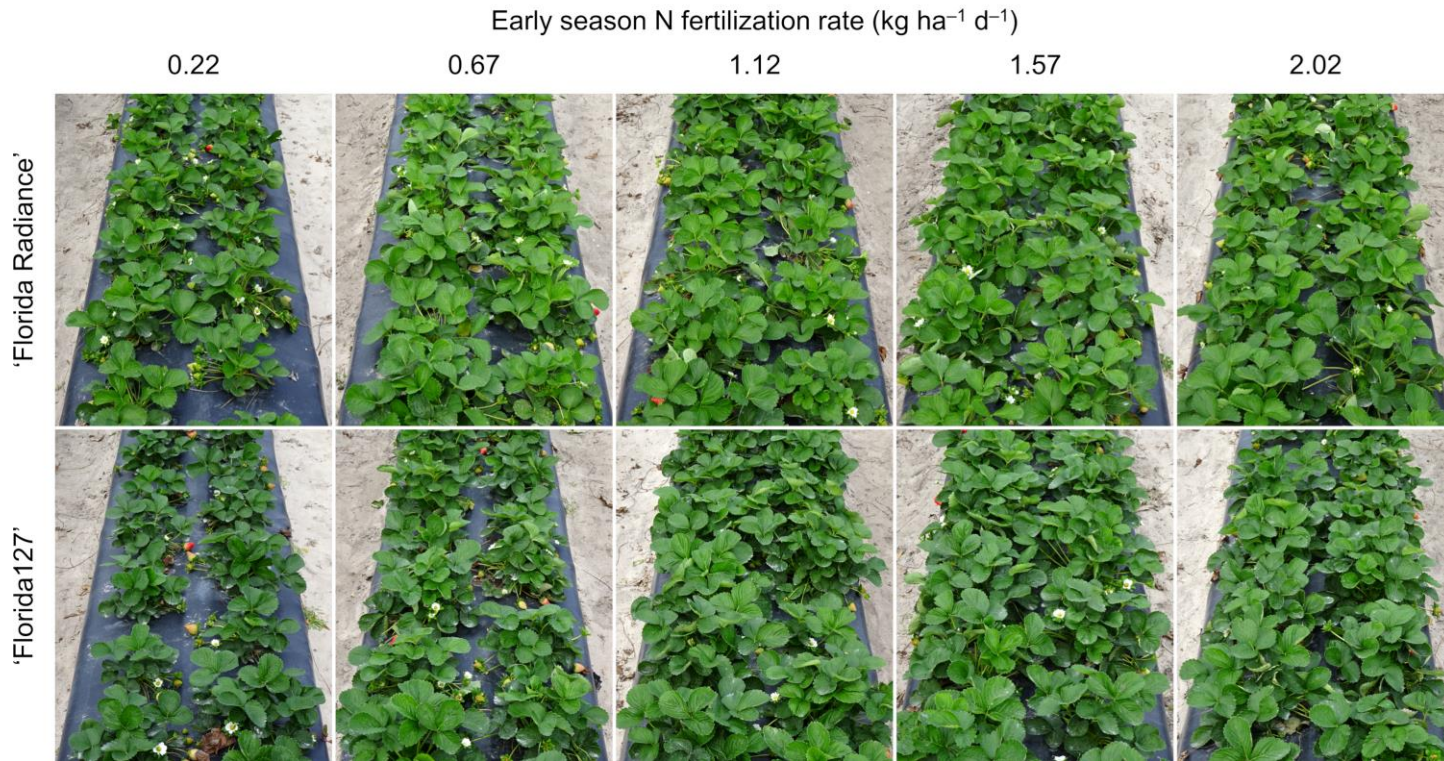 Early season N fertilization rate (kg ha⁻¹ d⁻¹)
0.22 0.67 1.12 1.57 2.02
‘Florida Radiance’
‘Florida127’